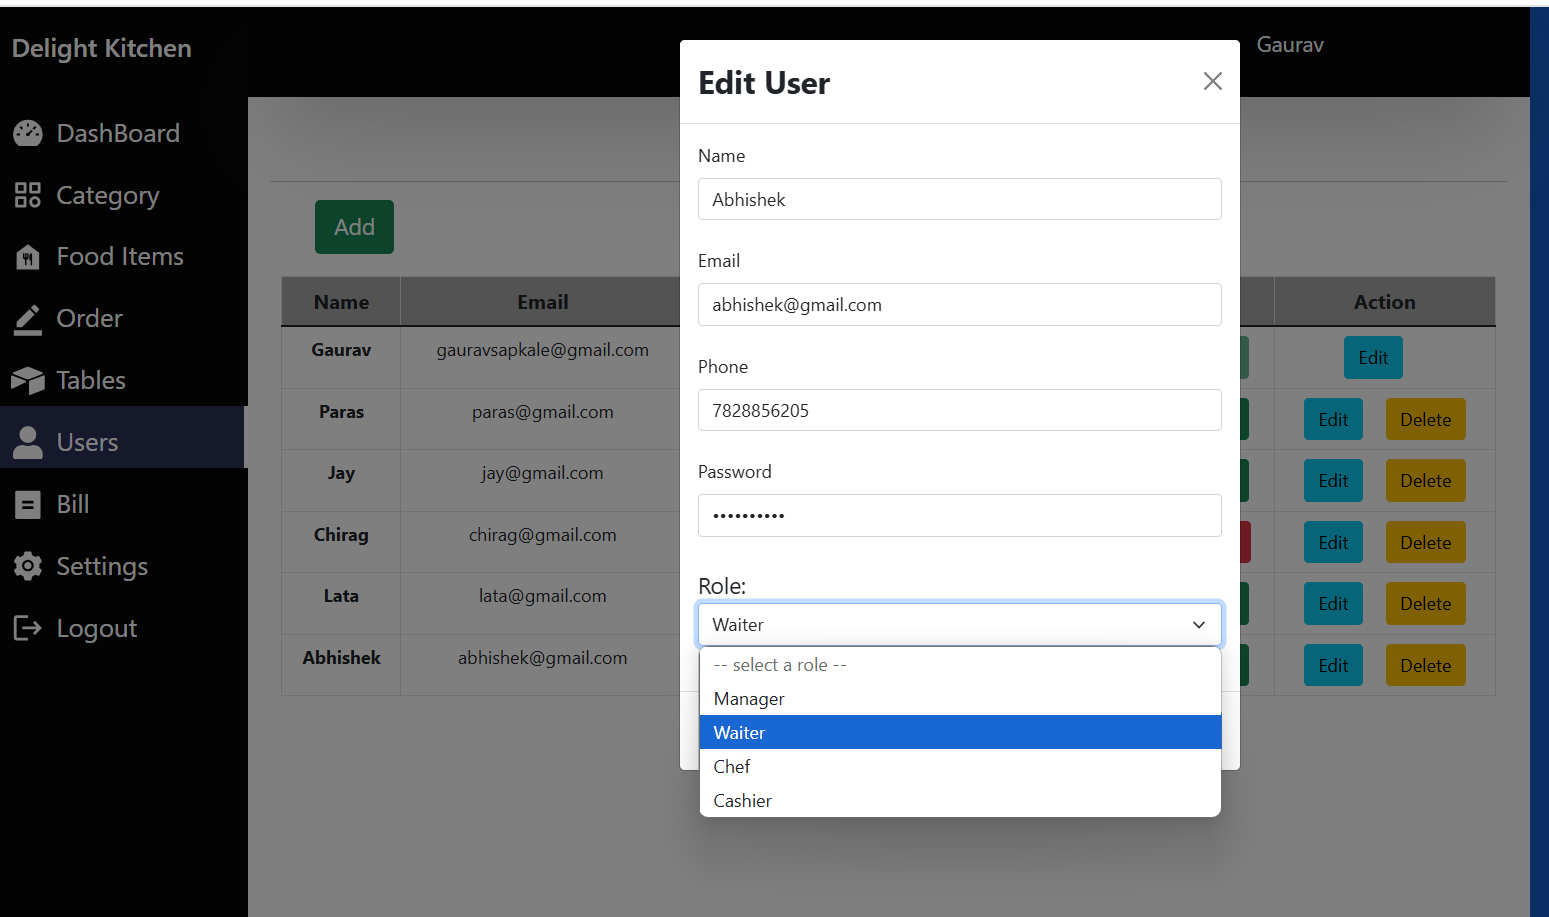 Delight Kitchen
Gaurav
DashBoard
Category
Food Items
Order
Tables
Users
Bill
Settings
Logout
Add
Name Email Action
Gaurav gauravsapkale@gmail.com Edit
Paras paras@gmail.com Edit Delete
Jay jay@gmail.com Edit Delete
Chirag chirag@gmail.com Edit Delete
Lata lata@gmail.com Edit Delete
Abhishek abhishek@gmail.com Edit Delete
Edit User
Name
Abhishek
Email
abhishek@gmail.com
Phone
7828856205
Password
••••••••••
Role:
Waiter
-- select a role --
Manager
Waiter
Chef
Cashier